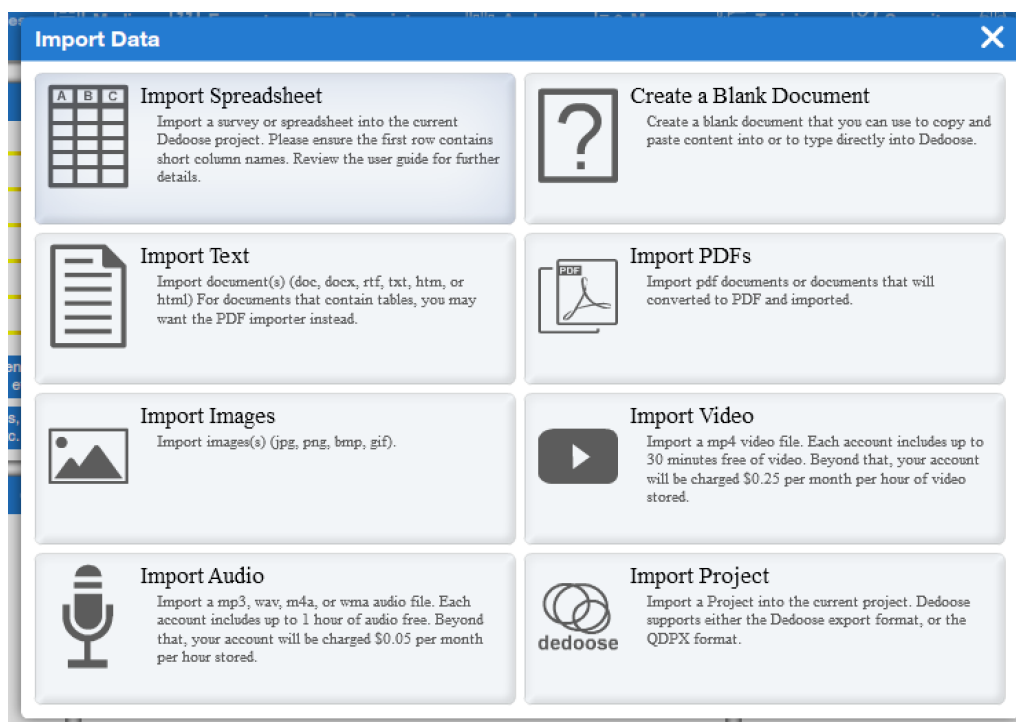 Import Data
A B C
Import Spreadsheet
Import a survey or spreadsheet into the current
Dedoose project. Please ensure the first row contains
short column names. Review the user guide for further
details.
?
Create a Blank Document
Create a blank document that you can use to copy and
paste content into or to type directly into Dedoose.
Import Text
Import document(s) (doc, docx, rtf, txt, htm, or
html) For documents that contain tables, you may
want the PDF importer instead.
PDF
Import PDFs
Import pdf documents or documents that will
converted to PDF and imported.
Import Images
Import images(s) (jpg, png, bmp, gif).
Import Video
Import a mp4 video file. Each account includes up to
30 minutes free of video. Beyond that, your account
will be charged $0.25 per month per hour of video
stored.
Import Audio
Import a mp3, wav, m4a, or wma audio file. Each
account includes up to 1 hour of audio free. Beyond
that, your account will be charged $0.05 per month
per hour stored.
dedoose
Import Project
Import a Project into the current project. Dedoose
supports either the Dedoose export format, or the
QDPX format.